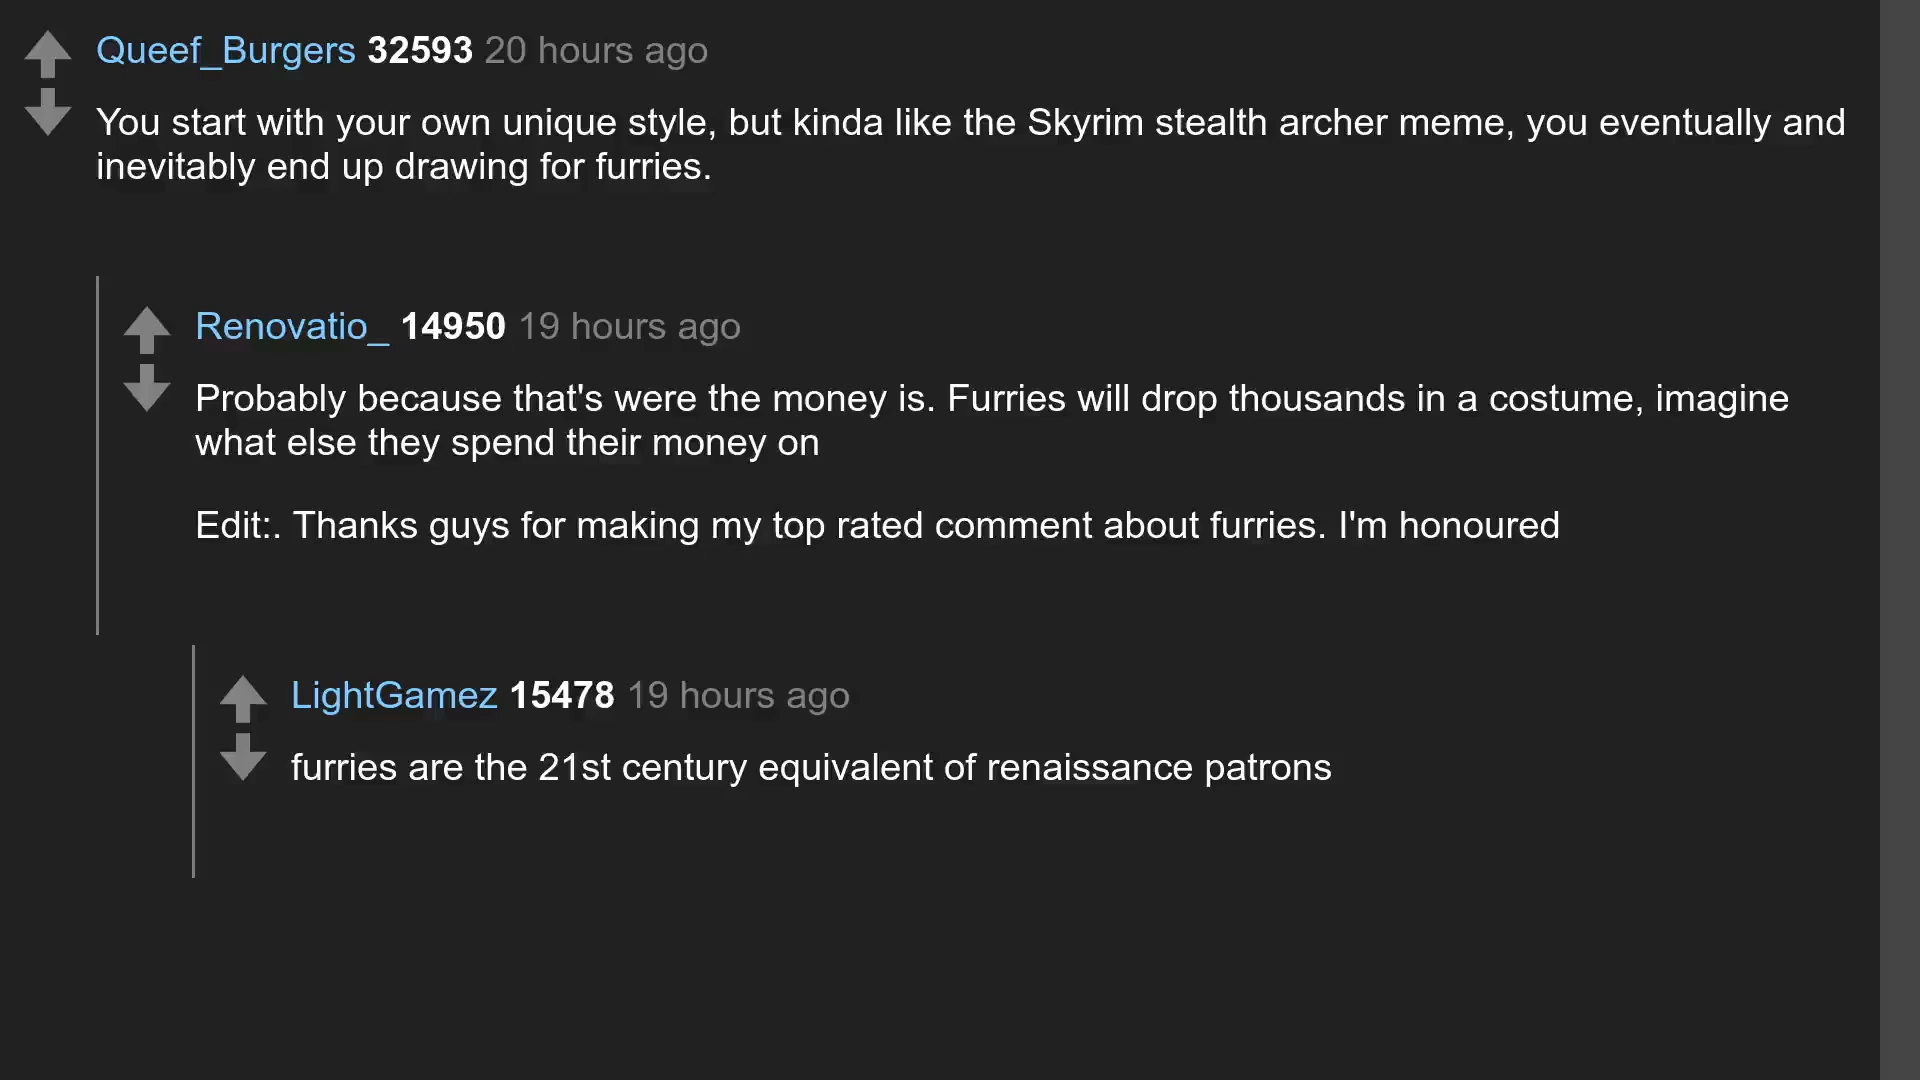 Queef_Burgers 32593 20 hours ago
You start with your own unique style, but kinda like the Skyrim stealth archer meme, you eventually and
inevitably end up drawing for furries.
Renovatio_ 14950 19 hours ago
Probably because that's were the money is. Furries will drop thousands in a costume, imagine
what else they spend their money on
Edit:. Thanks guys for making my top rated comment about furries. I'm honoured
LightGamez 15478 19 hours ago
furries are the 21st century equivalent of renaissance patrons